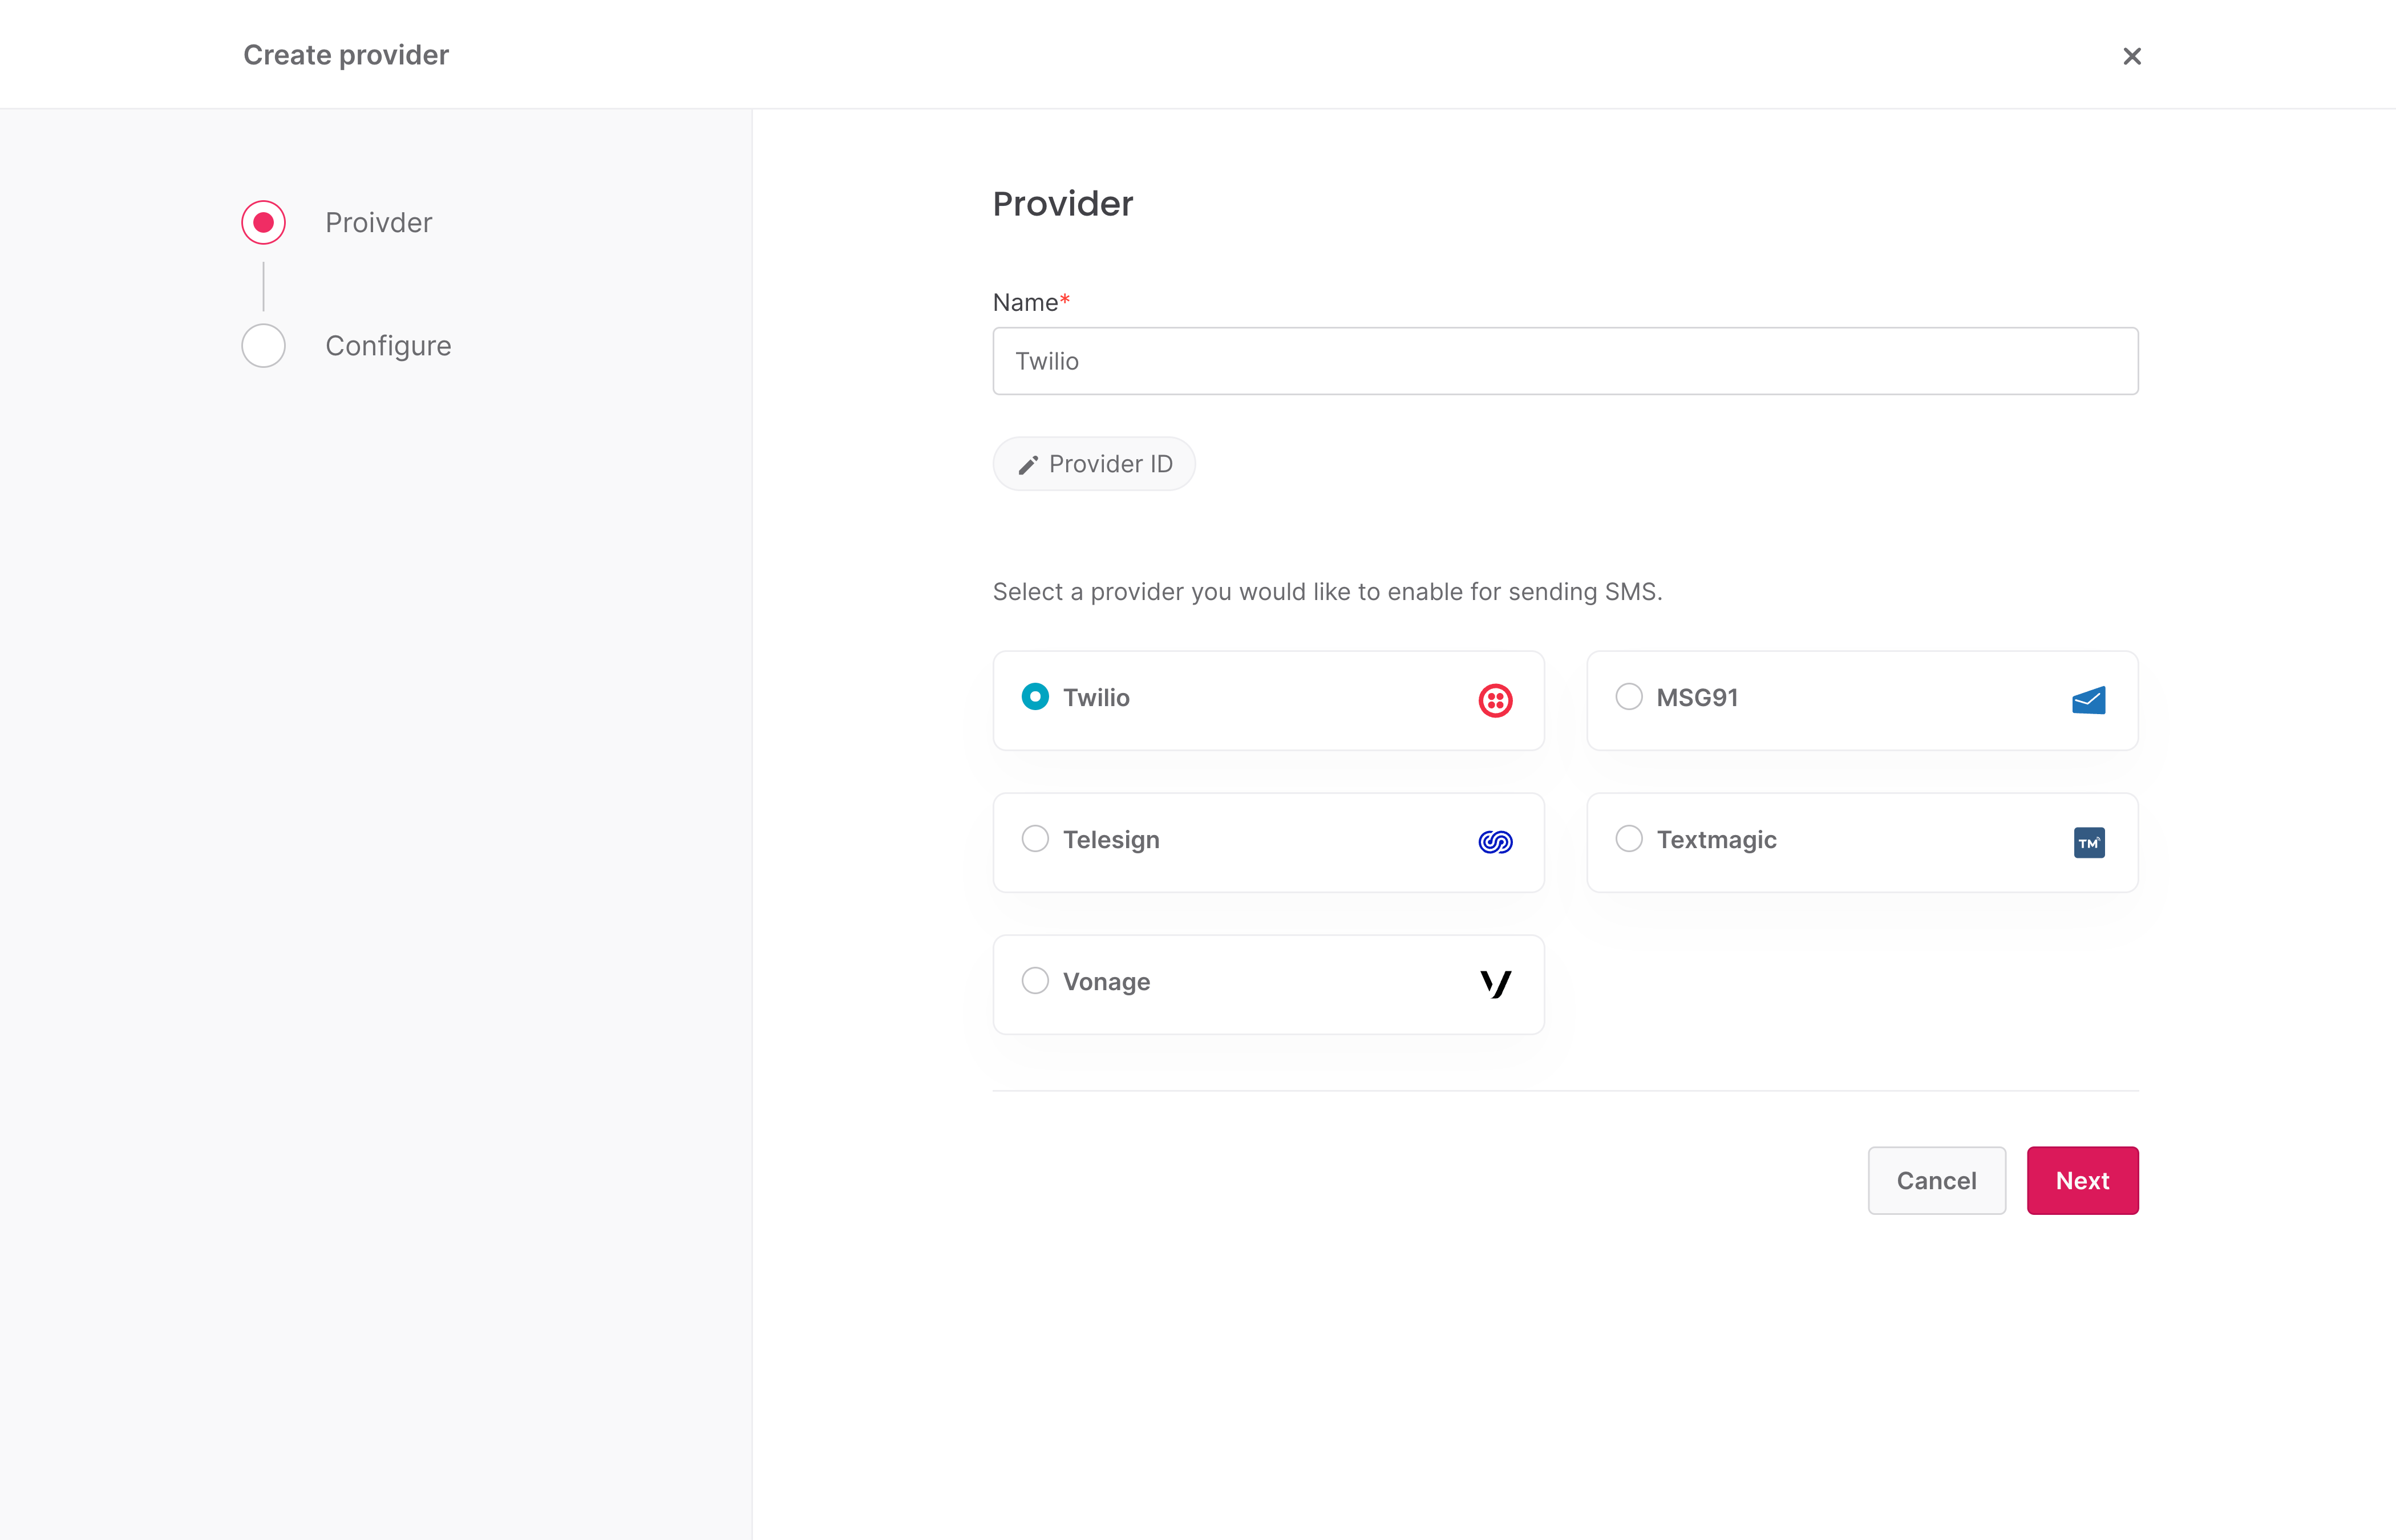 Create provider
Proivder
Configure
Provider
Name*
Twilio
Provider ID
Select a provider you would like to enable for sending SMS.
Twilio
MSG91
Telesign
Textmagic
TM
Vonage
Cancel
Next